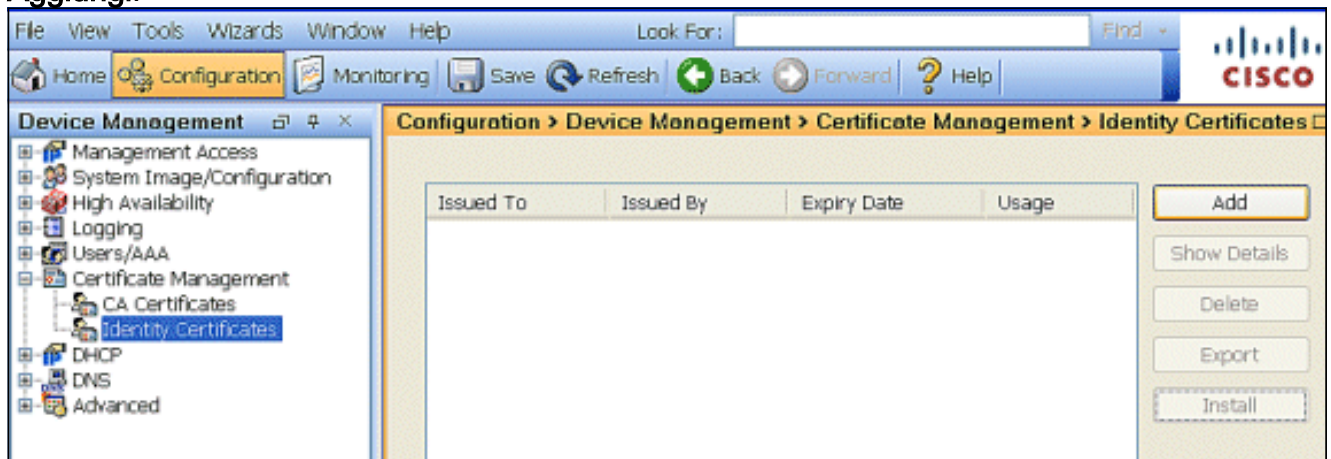 Aggiungi.
File View Tools Wizards Window Help Look For: Find
Home Configuration Monitoring Save Refresh Back Forward Help
CISCO
Device Management
Configuration > Device Management > Certificate Management > Identity Certificates
Management Access
System Image/Configuration
High Availability
Logging
Users/AAA
Certificate Management
CA Certificates
Identity Certificates
DHCP
DNS
Advanced
Issued To Issued By Expiry Date Usage
Add
Show Details
Delete
Export
Install